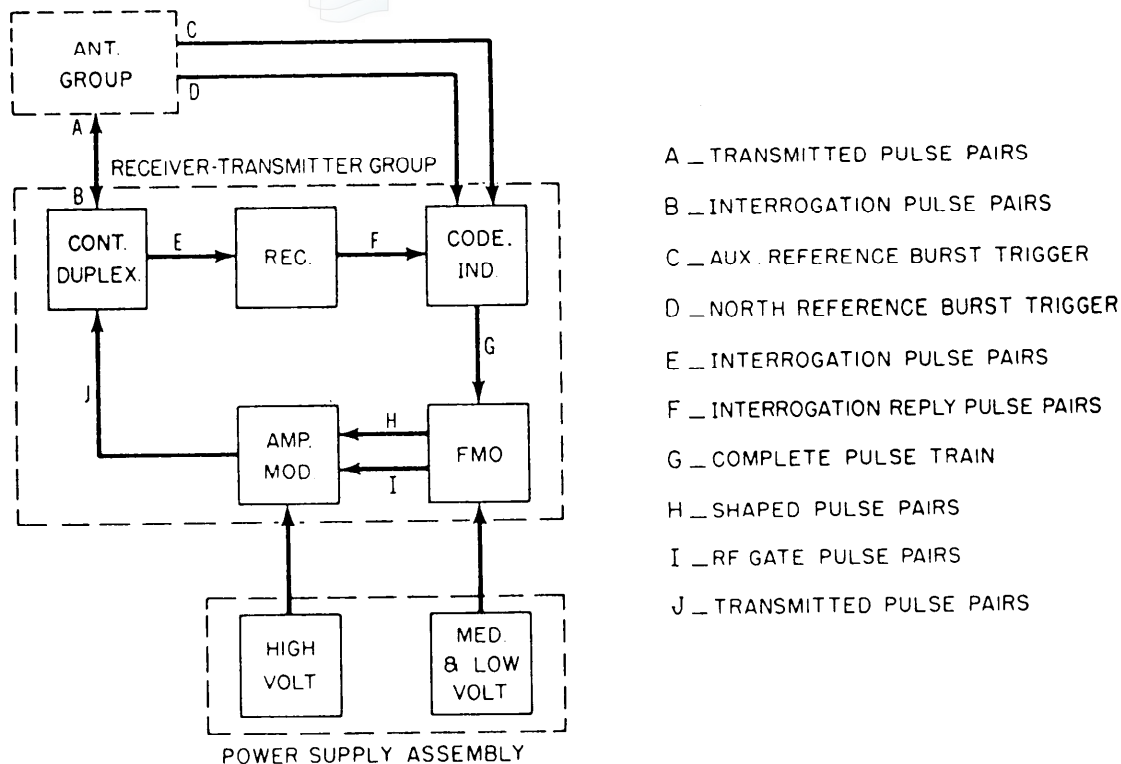 C
ANT.
GROUP
D
A
RECEIVER-TRANSMITTER GROUP
B
CONT.
DUPLEX.
E
REC.
F
CODE.
IND.
G
J
AMP.
MOD
H
I
FMO
HIGH
VOLT
MED.
& LOW
VOLT
POWER SUPPLY ASSEMBLY
A _ TRANSMITTED PULSE PAIRS
B _ INTERROGATION PULSE PAIRS
C _ AUX. REFERENCE BURST TRIGGER
D _ NORTH REFERENCE BURST TRIGGER
E _ INTERROGATION PULSE PAIRS
F _ INTERROGATION REPLY PULSE PAIRS
G _ COMPLETE PULSE TRAIN
H _ SHAPED PULSE PAIRS
I _ RF GATE PULSE PAIRS
J _ TRANSMITTED PULSE PAIRS